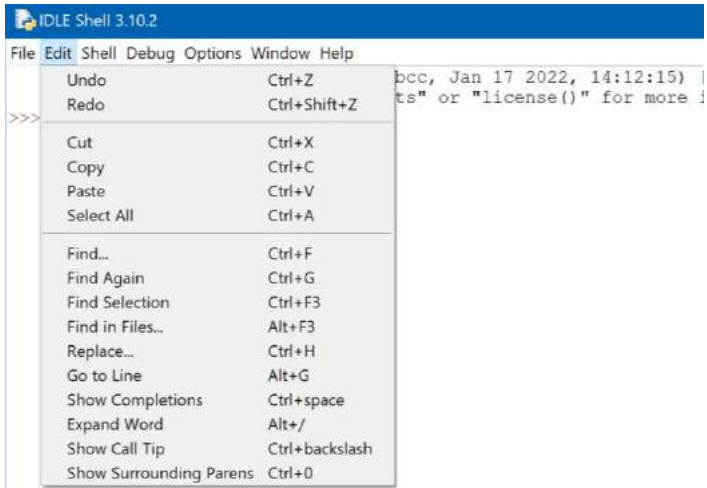 IDLE Shell 3.10.2
File Edit Shell Debug Options Window Help
bcc, Jan 17 2022, 14:12:15) [
ts" or "license()" for more i
>>>
Undo Ctrl+Z
Redo Ctrl+Shift+Z
Cut Ctrl+X
Copy Ctrl+C
Paste Ctrl+V
Select All Ctrl+A
Find... Ctrl+F
Find Again Ctrl+G
Find Selection Ctrl+F3
Find in Files... Alt+F3
Replace... Ctrl+H
Go to Line Alt+G
Show Completions Ctrl+space
Expand Word Alt+/
Show Call Tip Ctrl+backslash
Show Surrounding Parens Ctrl+0